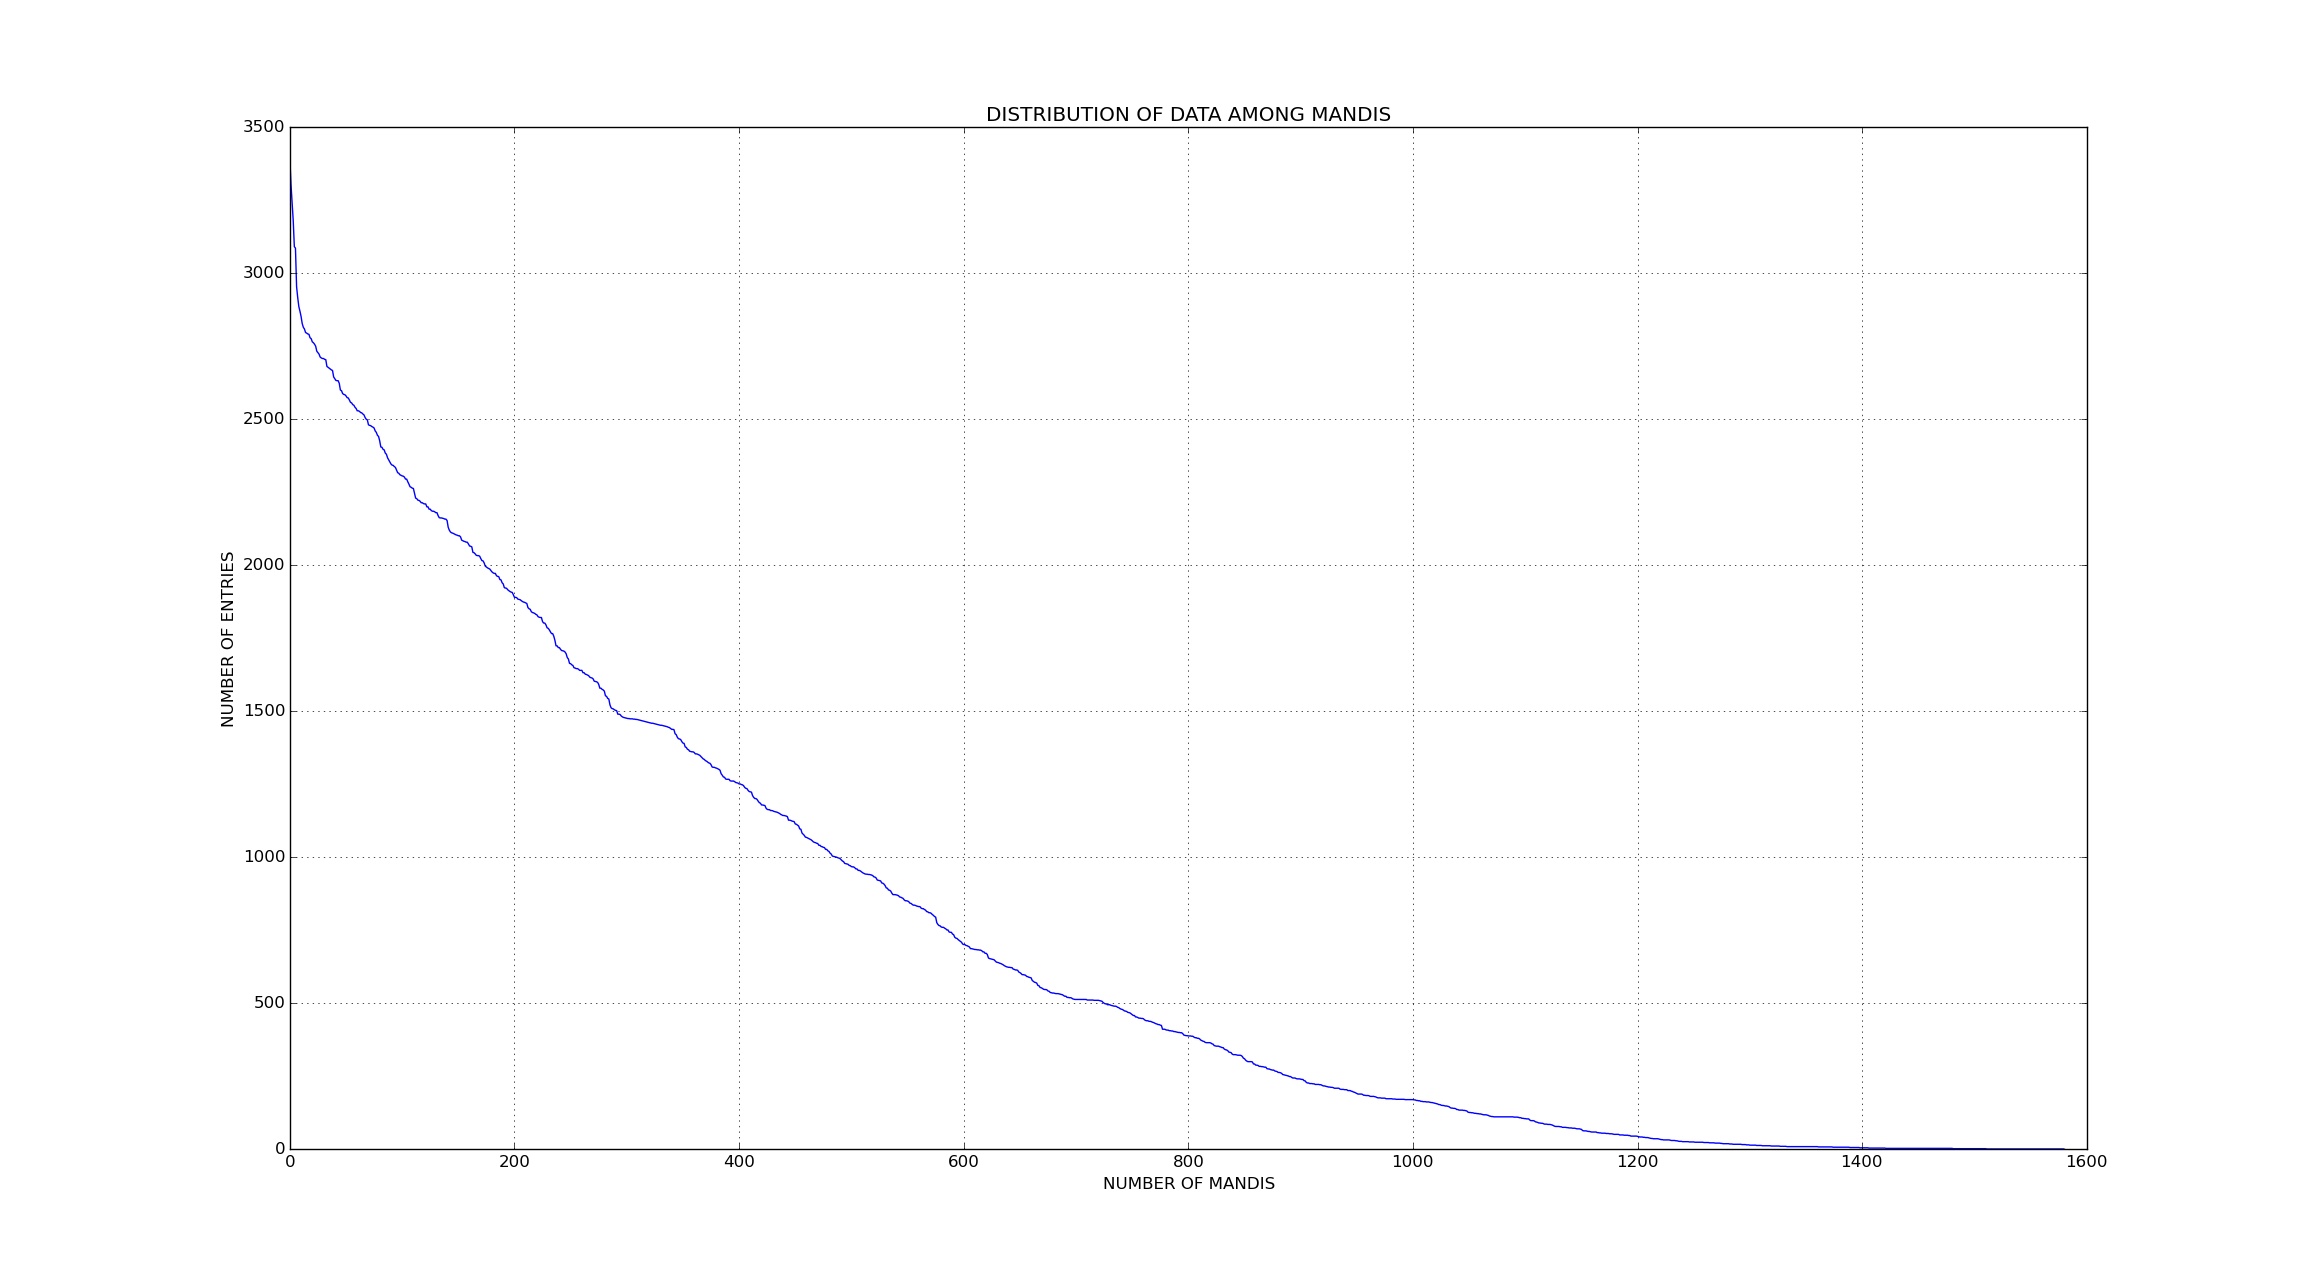 DISTRIBUTION OF DATA AMONG MANDIS
3500
3000
2500
2000
1500
1000
500
0
NUMBER OF ENTRIES
0 200 400 600 800 1000 1200 1400 1600
NUMBER OF MANDIS